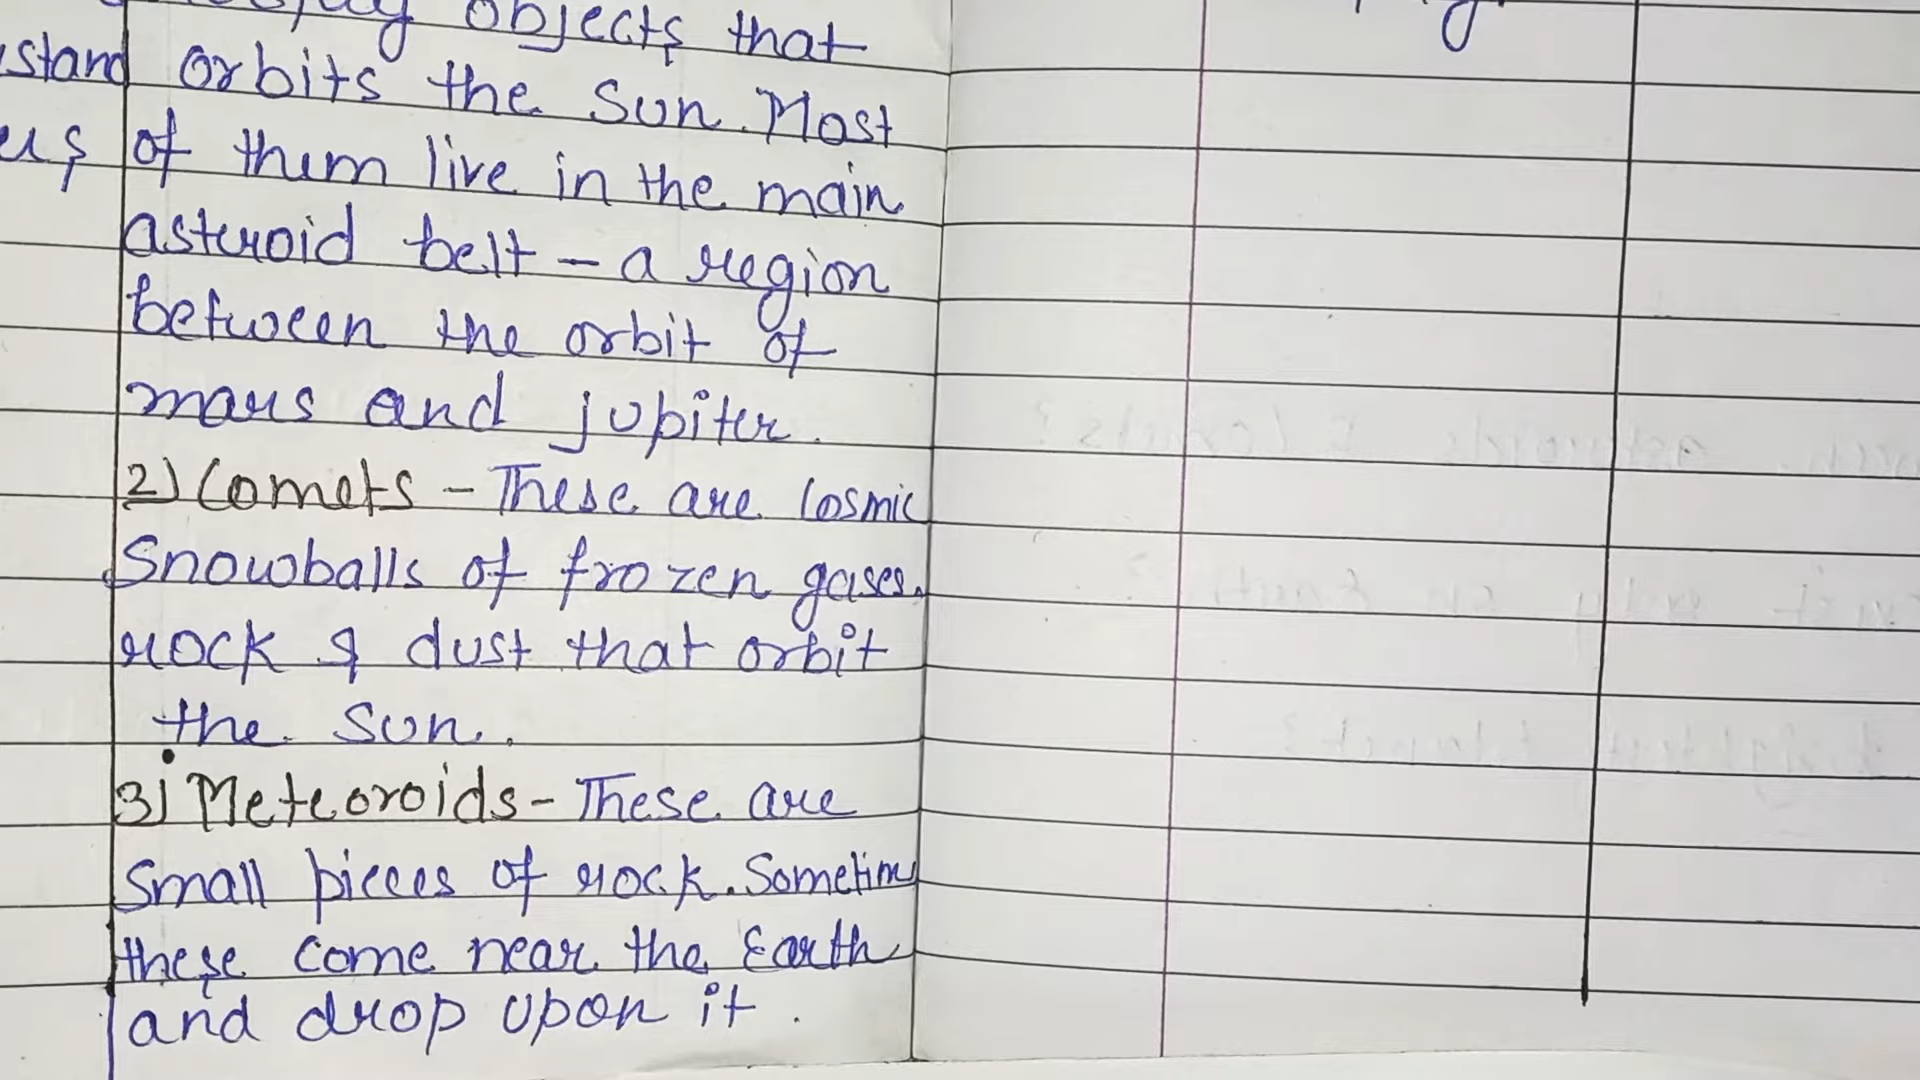 objects that
stand orbits the Sun. Most
of them live in the main
asteroid belt - a region
between the orbit of
mars and jupiter.
2) Comets - These are Cosmic
Snowballs of frozen gases,
rock & dust that orbit
the Sun.
3) Meteoroids - These are
Small pieces of rock. Sometim
these come near the Earth
and drop upon it.